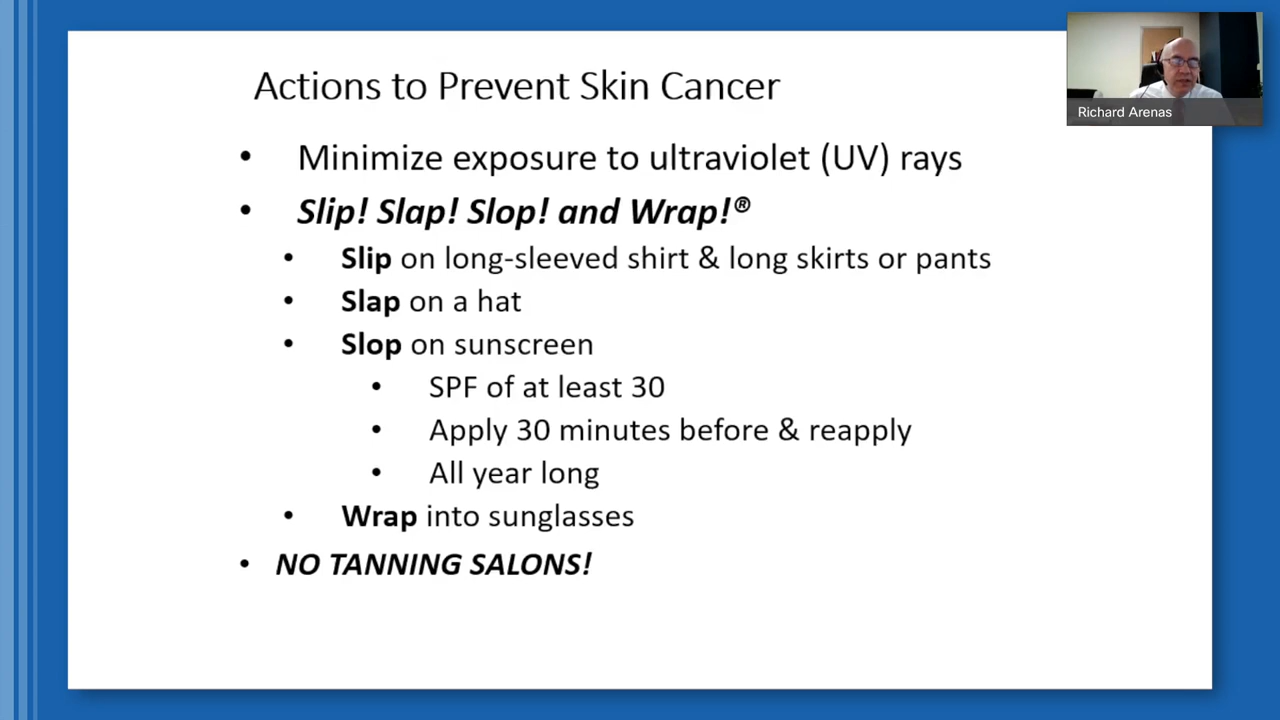 Actions to Prevent Skin Cancer
Richard Arenas
• Minimize exposure to ultraviolet (UV) rays
• Slip! Slap! Slop! and Wrap!®
• Slip on long-sleeved shirt & long skirts or pants
• Slap on a hat
• Slop on sunscreen
• SPF of at least 30
• Apply 30 minutes before & reapply
• All year long
• Wrap into sunglasses
• NO TANNING SALONS!